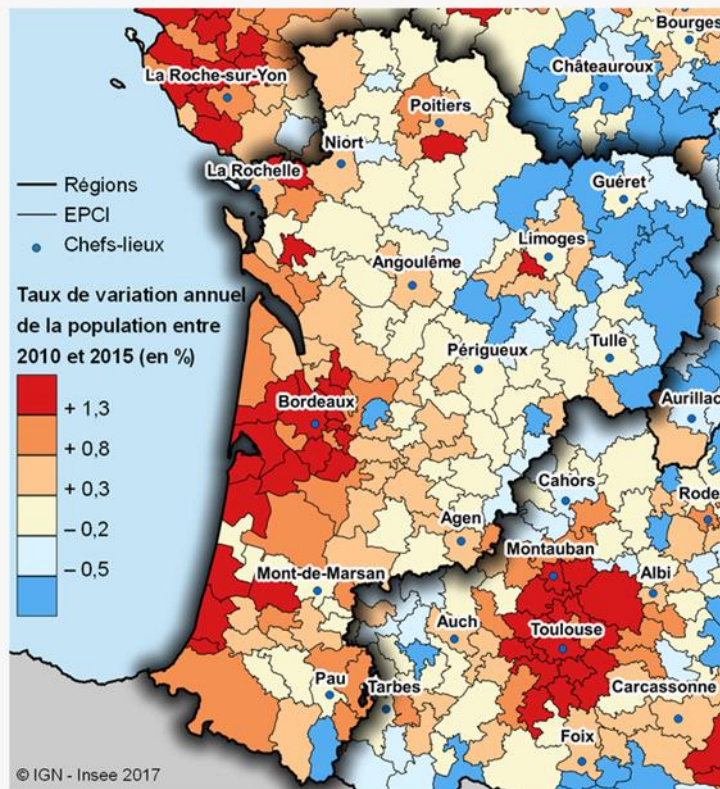 Bourges
La Roche-sur-Yon
Châteauroux
Poitiers
Niort
La Rochelle
Guéret
Régions
EPCI
Chefs-lieux
Limoges
Angoulême
Taux de variation annuel
de la population entre
2010 et 2015 (en %)
Périgueux
Tulle
+ 1,3
+ 0,8
+ 0,3
– 0,2
– 0,5
Bordeaux
Aurillac
Cahors
Rode
Agen
Montauban
Mont-de-Marsan
Albi
Auch
Toulouse
Pau
Tarbes
Carcassonne
Foix
© IGN - Insee 2017